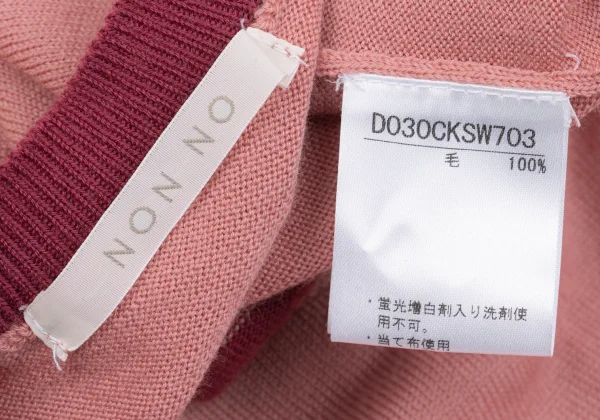 NON NO
D030CKSW703
毛 100%
・蛍光増白剤入り洗剤使
用不可。
・当て布使用